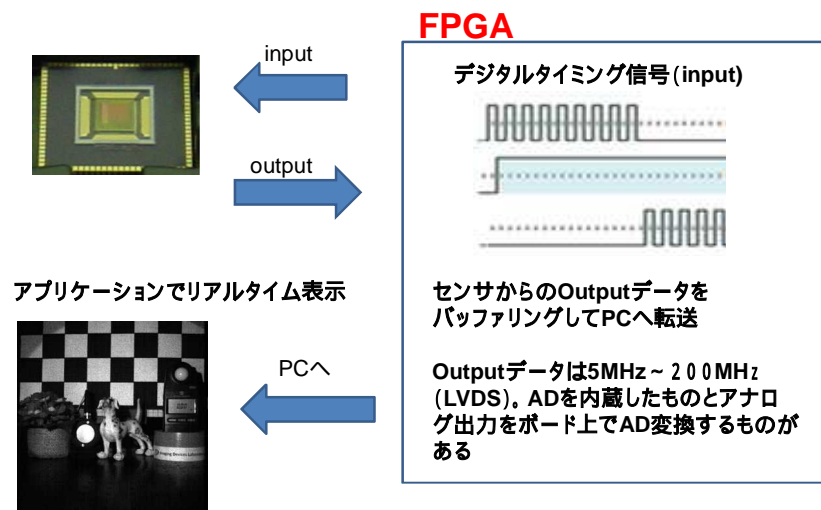 FPGA
input
デジタルタイミング信号(input)
output
アプリケーションでリアルタイム表示
センサからのOutputデータを
バッファリングしてPCへ転送
PCへ
Outputデータは5MHz~200MHz
(LVDS)。ADを内蔵したものとアナロ
グ出力をボード上でAD変換するものが
ある